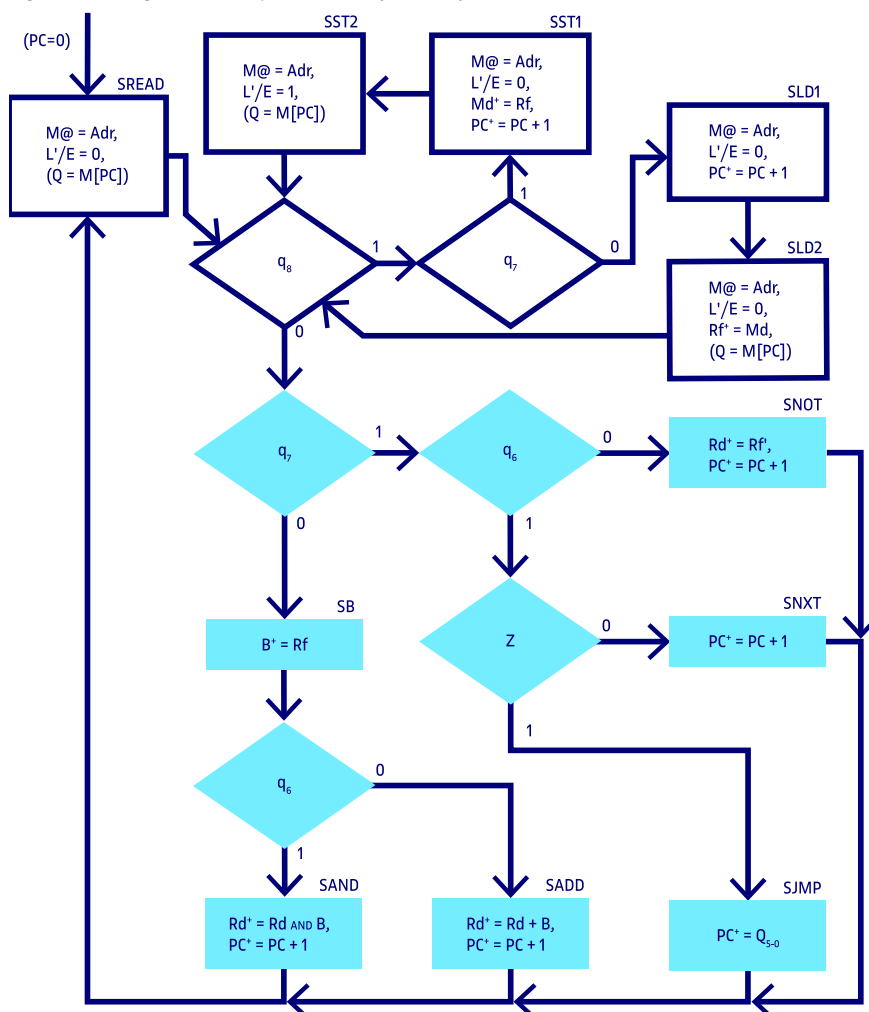 (PC=0)
SREAD
M@ = Adr,
L'/E = 0,
(Q = M[PC])
SST2
M@ = Adr,
L'/E = 1,
(Q = M[PC])
SST1
M@ = Adr,
L'/E = 0,
Md⁺ = Rf,
PC⁺ = PC + 1
SLD1
M@ = Adr,
L'/E = 0,
PC⁺ = PC + 1
q₈
1
0
q₇
1
0
SLD2
M@ = Adr,
L'/E = 0,
Rf⁺ = Md,
(Q = M[PC])
q₇
1
0
q₆
0
1
SNOT
Rd⁺ = Rf',
PC⁺ = PC + 1
SB
B⁺ = Rf
Z
0
1
SNXT
PC⁺ = PC + 1
q₆
0
1
SAND
Rd⁺ = Rd AND B,
PC⁺ = PC + 1
SADD
Rd⁺ = Rd + B,
PC⁺ = PC + 1
SJMP
PC⁺ = Q₅₋₀